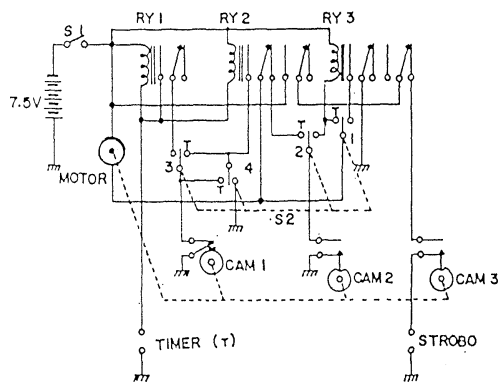 RY 1 RY 2 RY 3
S1
7.5V
T
T 1
2
3 T 4
T
MOTOR
S2
CAM 1
CAM 2 CAM 3
TIMER (T) STROBO